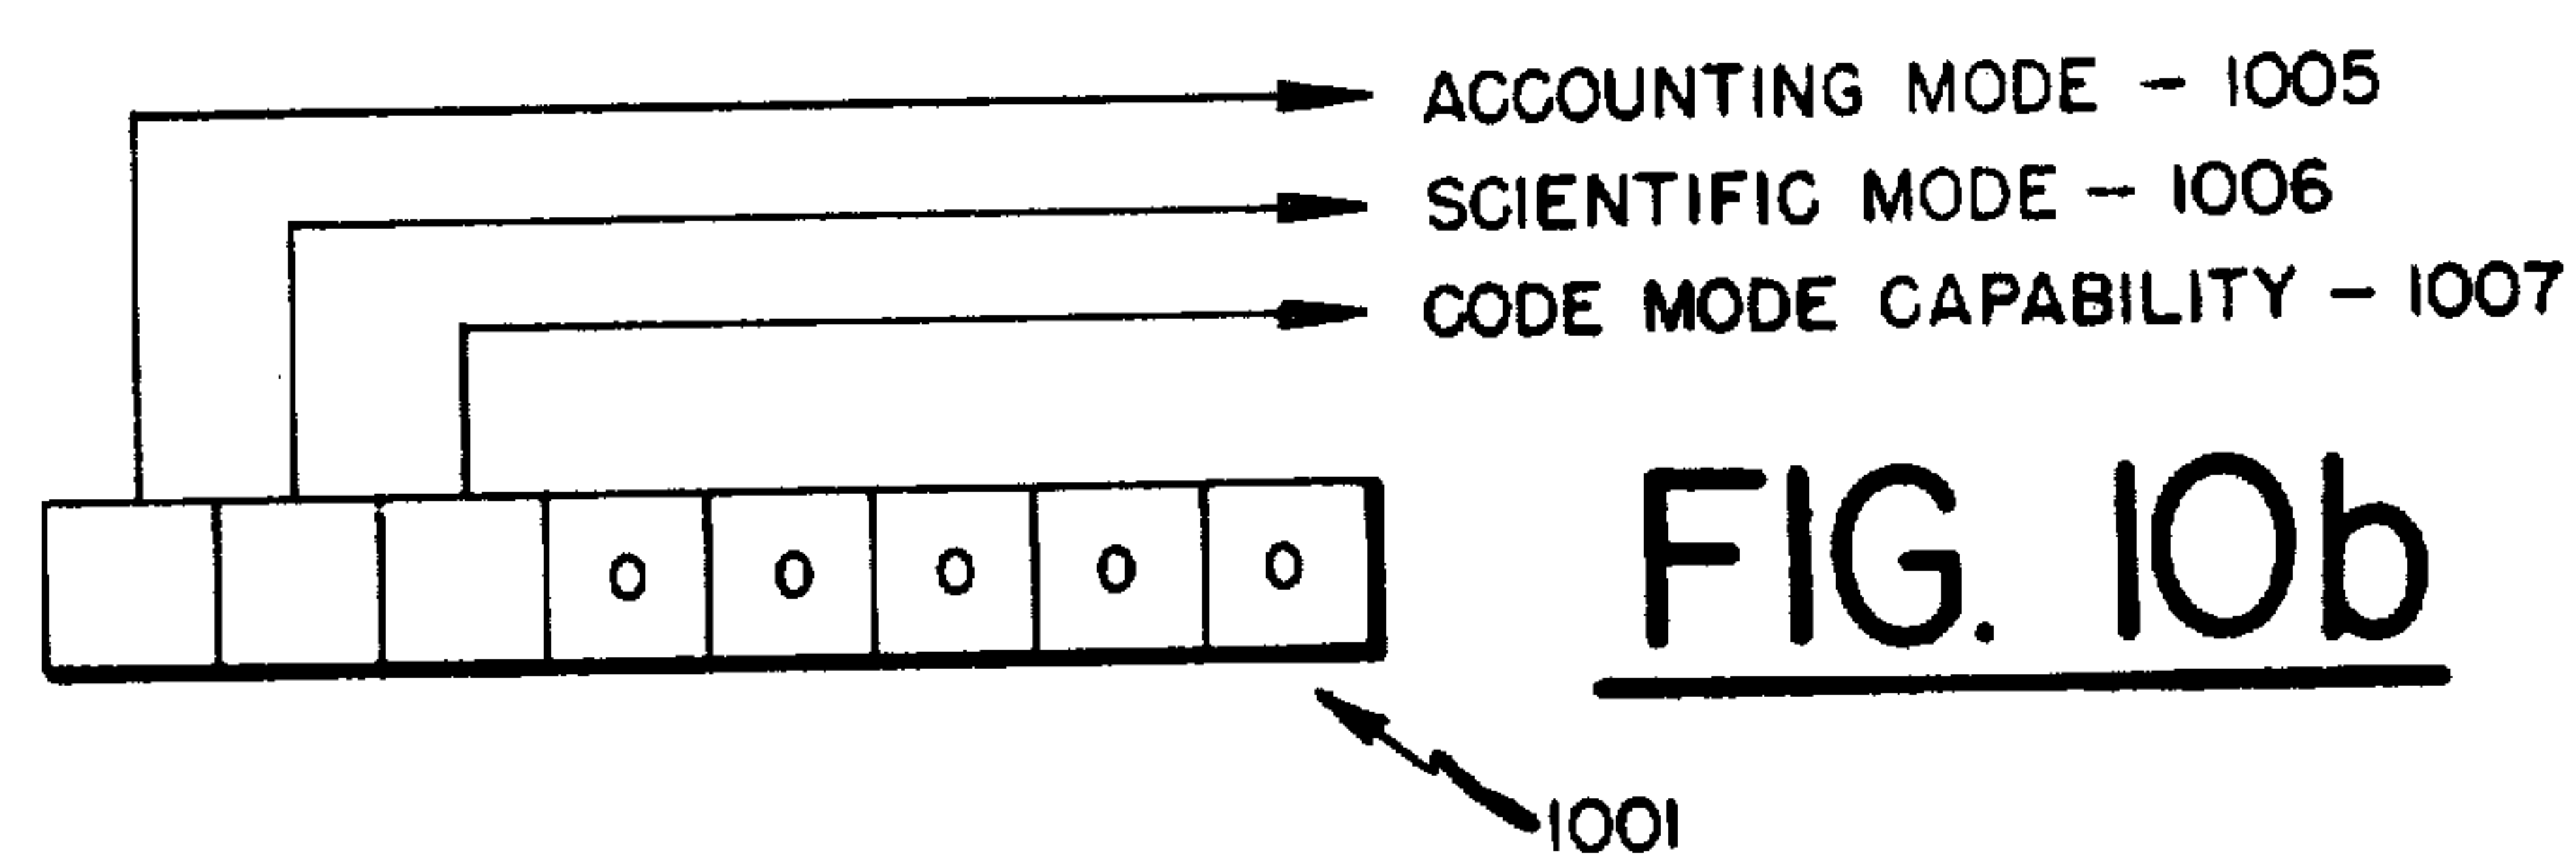 ACCOUNTING MODE - 1005
SCIENTIFIC MODE - 1006
CODE MODE CAPABILITY - 1007
0 0 0 0 0
FIG. 10b
1001